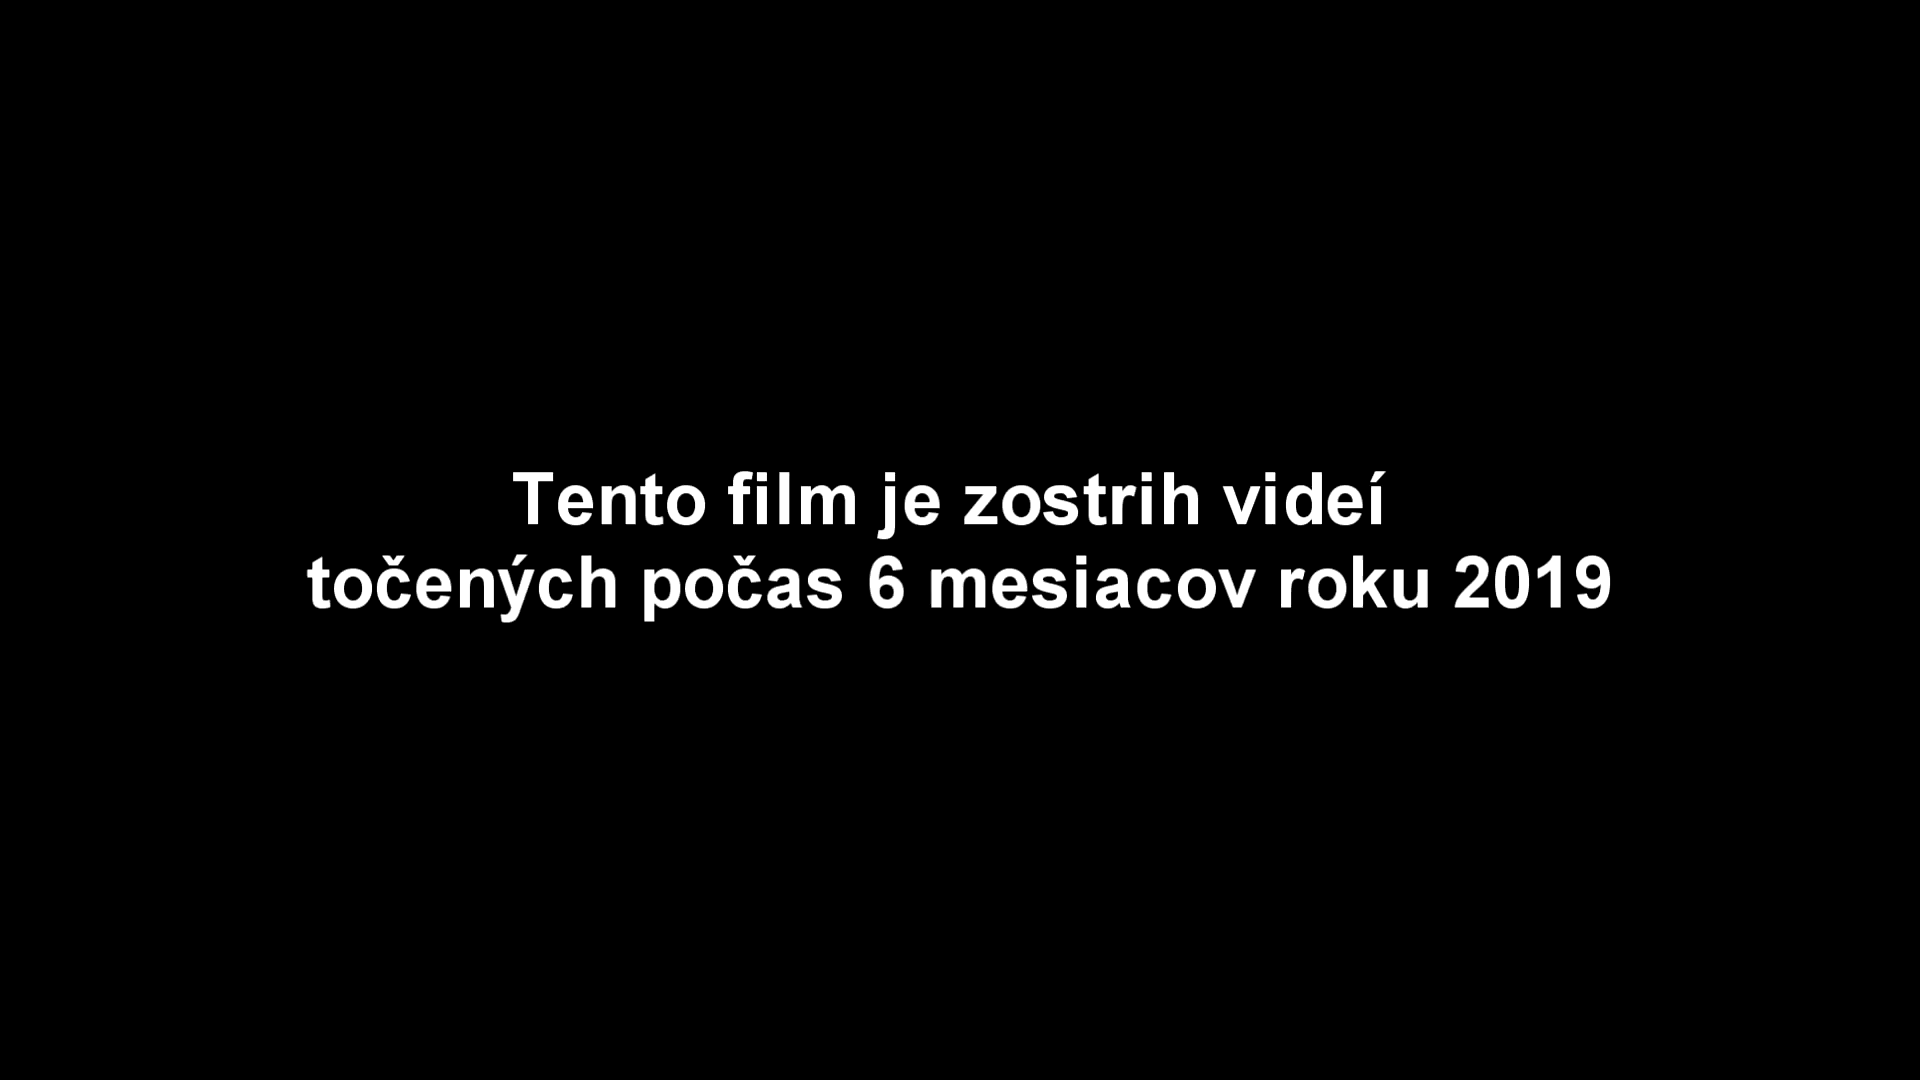 Tento film je zostrih videí
točených počas 6 mesiacov roku 2019